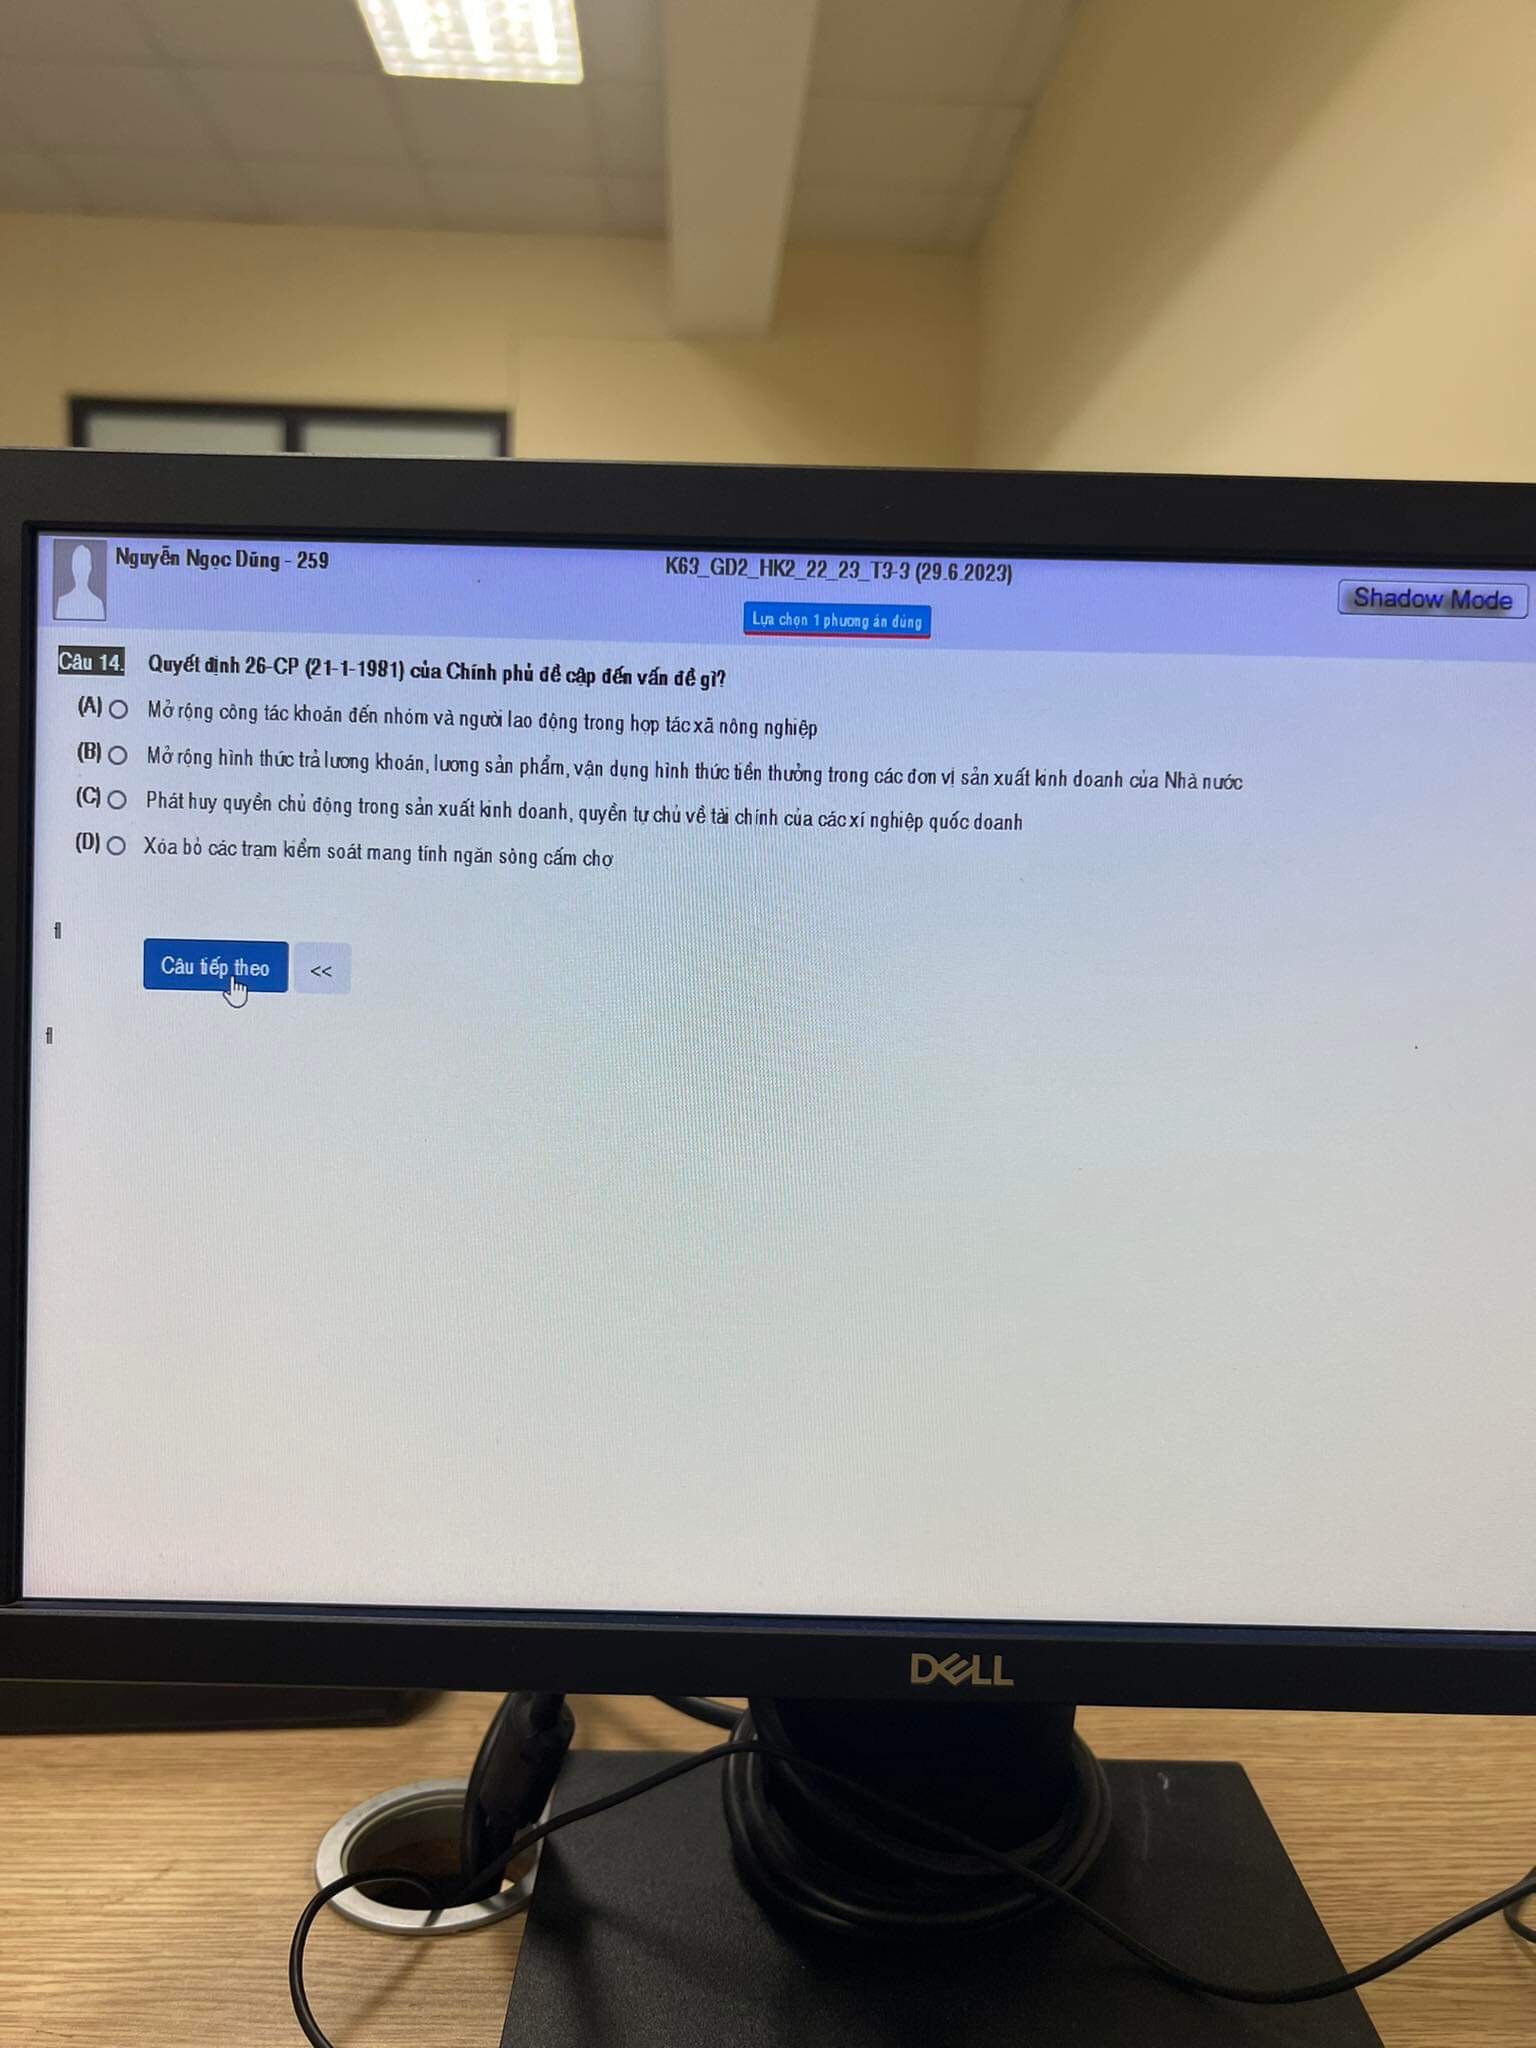 Nguyễn Ngọc Dũng - 259
K63_GD2_HK2_22_23_T3-3 (29.6.2023)
Shadow Mode
Lựa chọn 1 phương án đúng
Câu 14. Quyết định 26-CP (21-1-1981) của Chính phủ đề cập đến vấn đề gì?
(A) Mở rộng công tác khoán đến nhóm và người lao động trong hợp tác xã nông nghiệp
(B) Mở rộng hình thức trả lương khoán, lương sản phẩm, vận dụng hình thức tiền thưởng trong các đơn vị sản xuất kinh doanh của Nhà nước
(C) Phát huy quyền chủ động trong sản xuất kinh doanh, quyền tự chủ về tài chính của các xí nghiệp quốc doanh
(D) Xóa bỏ các trạm kiểm soát mang tính ngăn sông cấm chợ
Câu tiếp theo <<
DELL